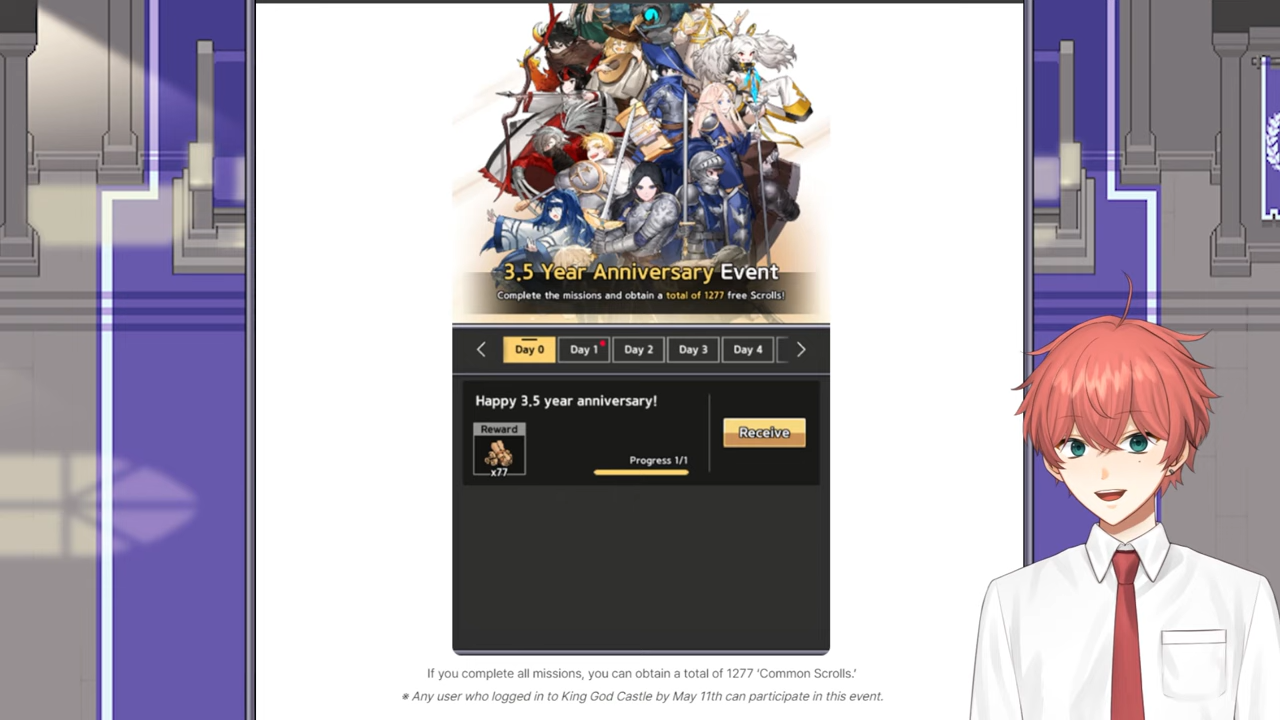 3.5 Year Anniversary Event
Complete the missions and obtain a total of 1277 free Scrolls!
Day 0
Day 1
Day 2
Day 3
Day 4
Happy 3.5 year anniversary!
Reward
x77
Progress 1/1
Receive
If you complete all missions, you can obtain a total of 1277 ‘Common Scrolls.’
※ Any user who logged in to King God Castle by May 11th can participate in this event.